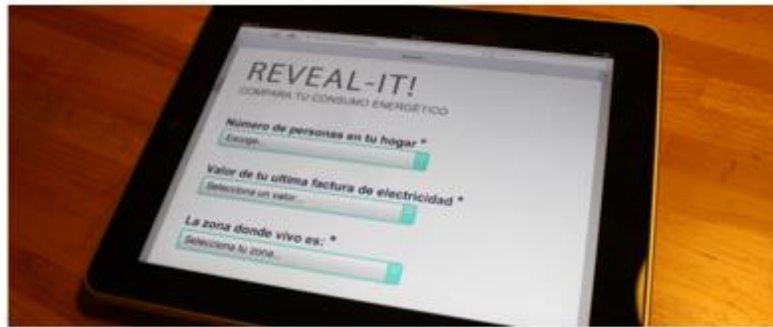 REVEAL-IT!
COMPARA TU CONSUMO ENERGÉTICO
Número de personas en tu hogar *
Escoge...
Valor de tu ultima factura de electricidad *
Selecciona un valor...
La zona donde vivo es: *
Selecciona tu zona...